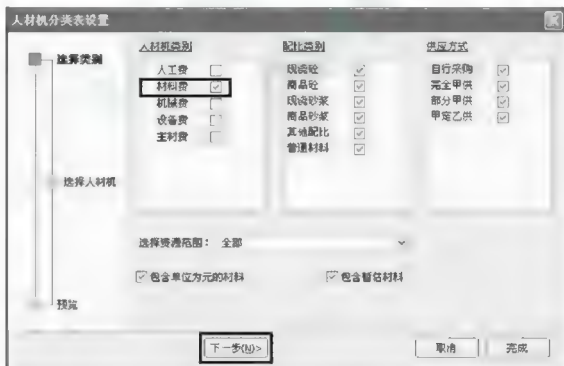 人材机分类表设置
选择类别
选择人材机
预览
人材机类别
人工费
材料费
机械费
设备费
主材费
配比类别
现浇砼
商品砼
现浇砂浆
商品砂浆
其他配比
普通材料
供应方式
自行采购
完全甲供
部分甲供
甲定乙供
选择资源范围: 全部
包含单位为元的材料 包含暂估材料
下一步(N)> 取消 完成